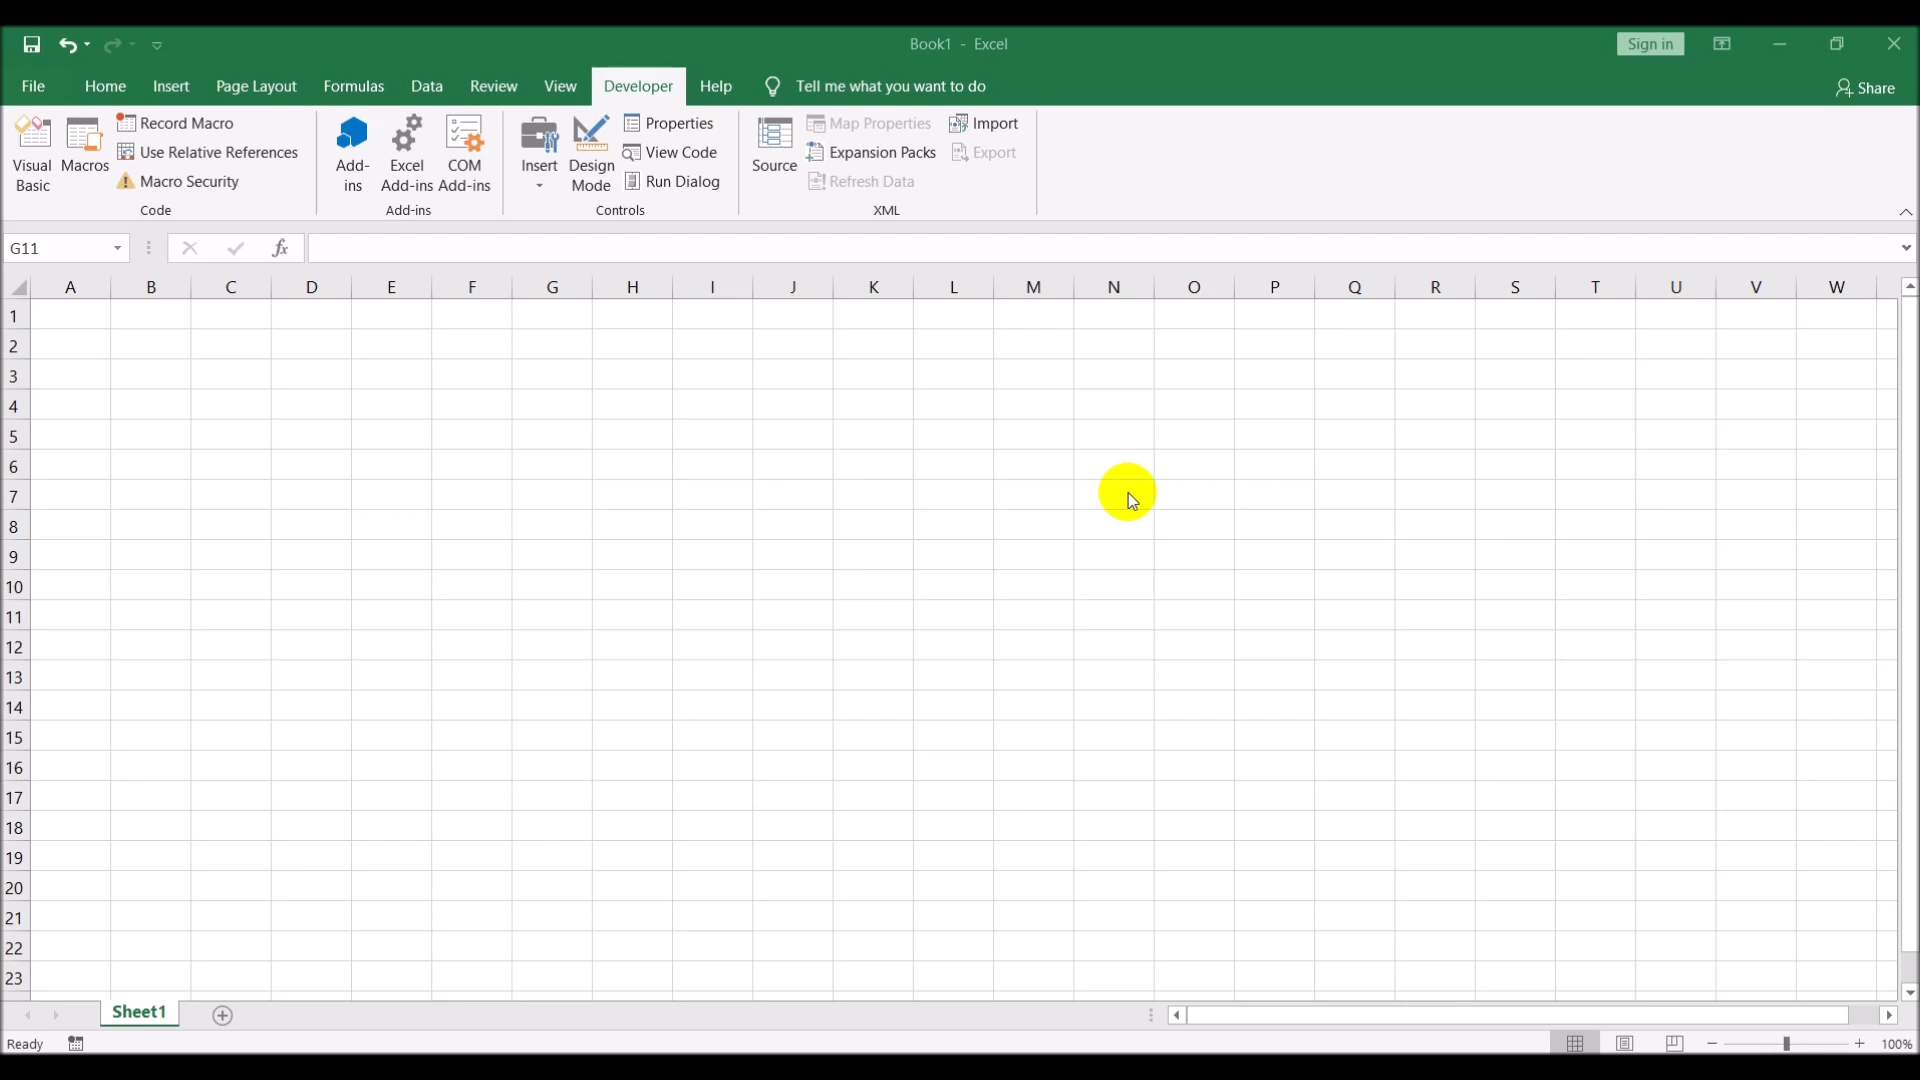 Book1 - Excel
Sign in
File Home Insert Page Layout Formulas Data Review View Developer Help Tell me what you want to do
Share
Visual Basic
Macros
Record Macro
Use Relative References
Macro Security
Code
Add-ins
Excel Add-ins
COM Add-ins
Add-ins
Insert
Design Mode
Properties
View Code
Run Dialog
Controls
Source
Map Properties
Expansion Packs
Refresh Data
Import
Export
XML
G11
fx
A B C D E F G H I J K L M N O P Q R S T U V W
1
2
3
4
5
6
7
8
9
10
11
12
13
14
15
16
17
18
19
20
21
22
23
Sheet1
Ready
100%